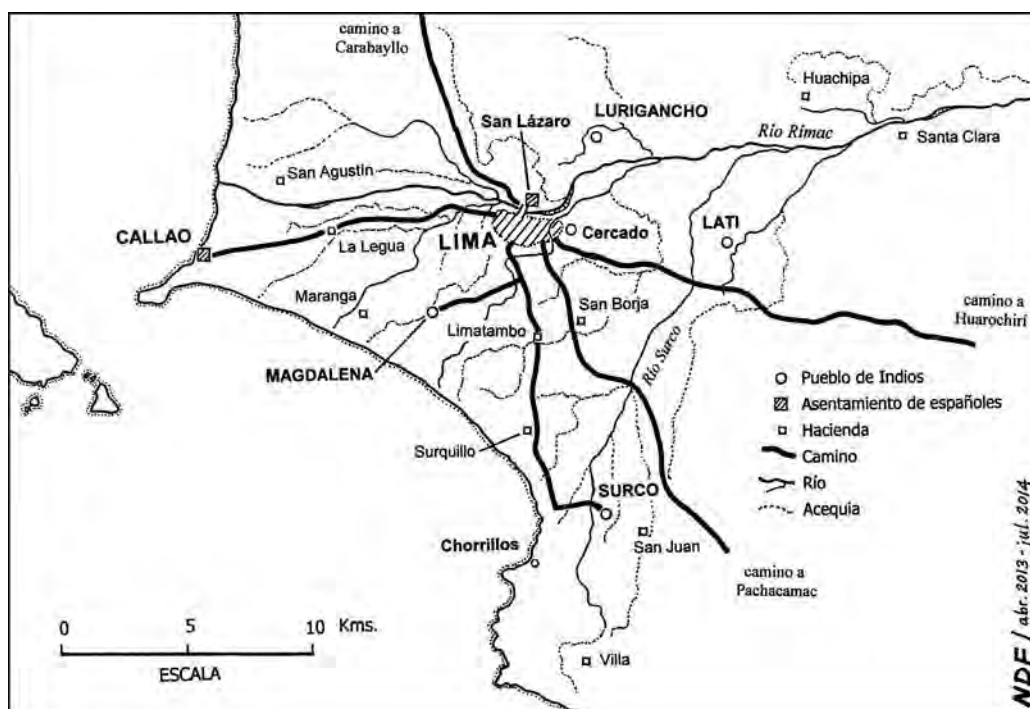 camino a
Carabayllo
Huachipa
LURIGANCHO
San Lázaro
Río Rímac
Santa Clara
San Agustín
CALLAO
LATI
Cercado
LIMA
La Legua
Maranga
San Borja
camino a
Huarochirí
Limatambo
Río Surco
MAGDALENA
Pueblo de Indios
Asentamiento de españoles
Hacienda
Surquillo
Camino
Río
SURCO
Acequia
San Juan
Chorrillos
camino a
Pachacamac
0 5 10 Kms.
ESCALA
Villa
NDF / abr. 2013 - jul. 2014